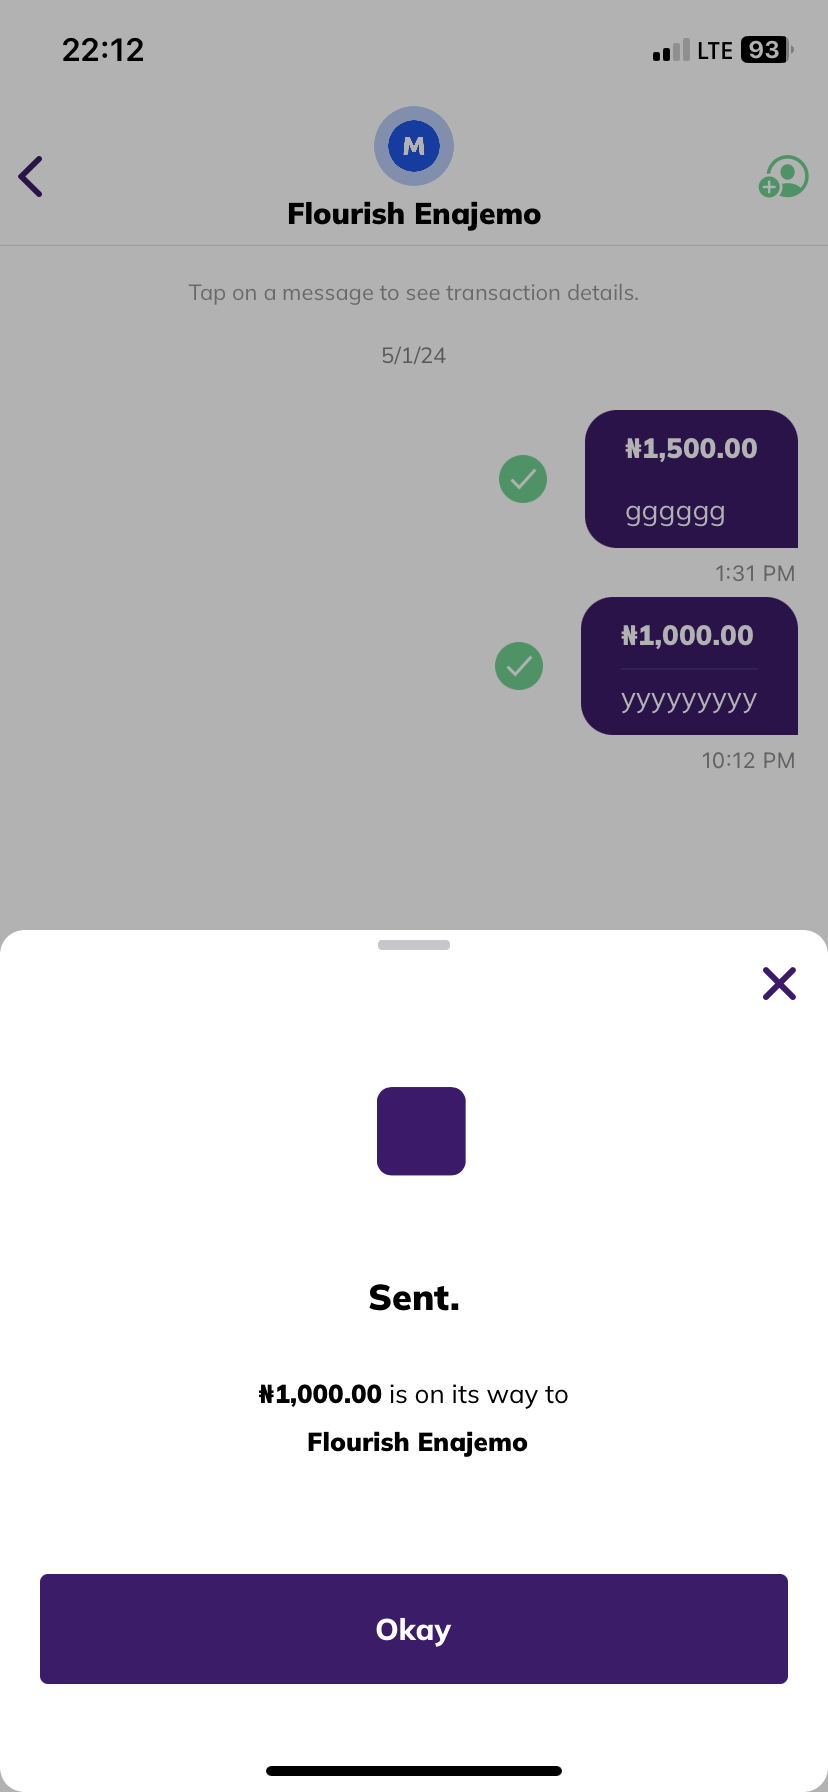 22:12
LTE 93
M
Flourish Enajemo
Tap on a message to see transaction details.
5/1/24
₦1,500.00
gggggg
1:31 PM
₦1,000.00
yyyyyyyyy
10:12 PM
Sent.
₦1,000.00 is on its way to
Flourish Enajemo
Okay